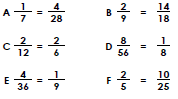 A 1/7 = 4/28 B 2/9 = 14/18
C 2/12 = 2/6 D 8/56 = 1/8
E 4/36 = 1/9 F 2/5 = 10/25